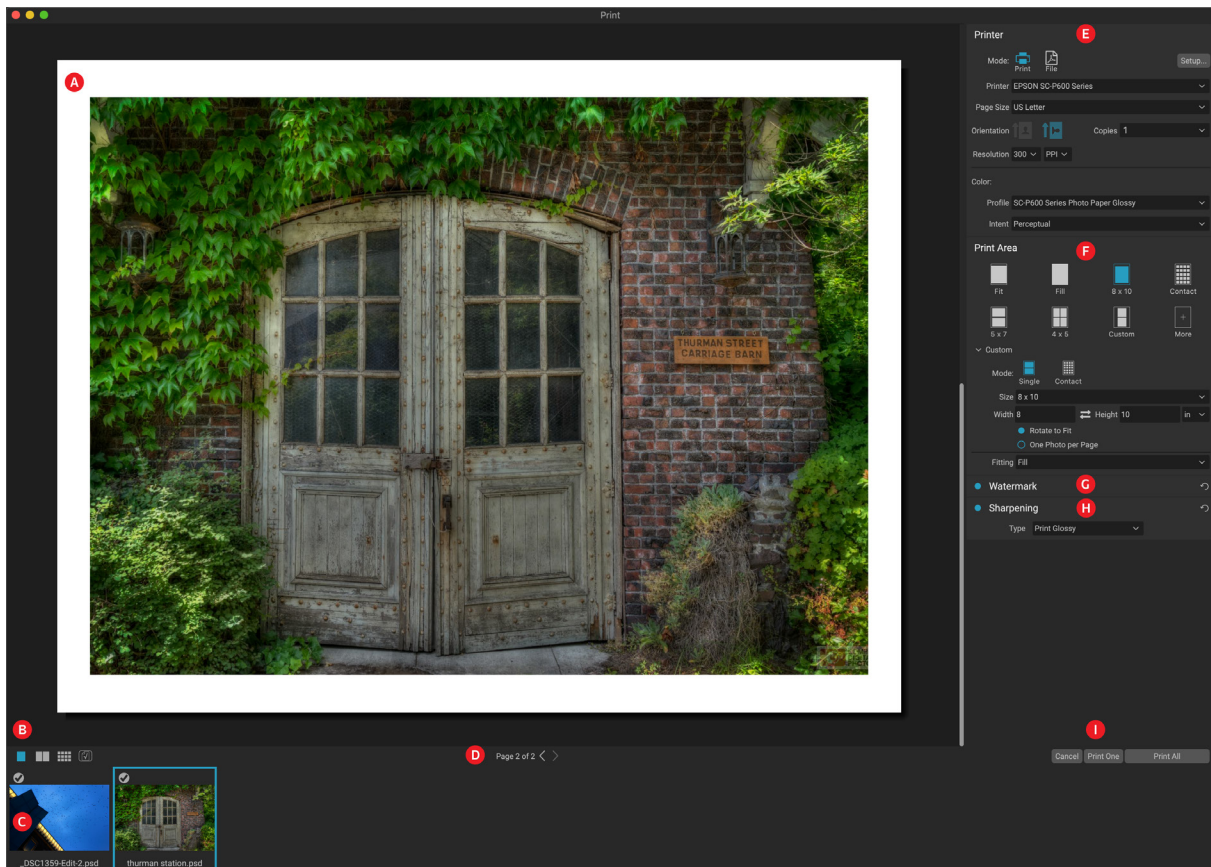 Print
A
THURMAN STREET
CARRIAGE BARN
B
D
Page 2 of 2
C
_DSC1359-Edit-2.psd
thurman station.psd
Printer
E
Mode:
Print
File
Setup...
Printer EPSON SC-P600 Series
Page Size US Letter
Orientation
Copies 1
Resolution 300 PPI
Color:
Profile SC-P600 Series Photo Paper Glossy
Intent Perceptual
Print Area
F
Fit Fill 8 x 10 Contact
5 x 7 4 x 5 Custom More
Custom
Mode:
Single Contact
Size 8 x 10
Width 8 Height 10 in
Rotate to Fit
One Photo per Page
Fitting Fill
Watermark G
Sharpening H
Type Print Glossy
I
Cancel Print One Print All